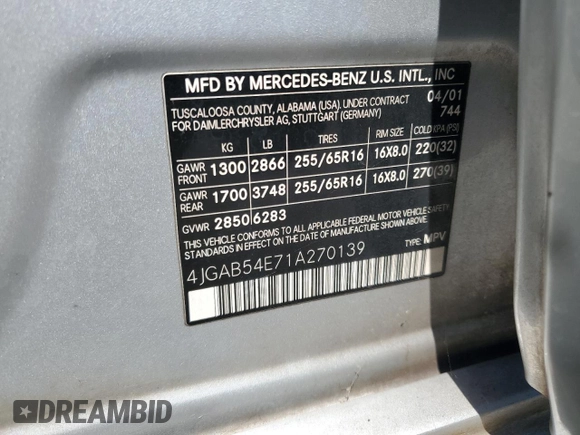 MFD BY MERCEDES-BENZ U.S. INTL., INC
TUSCALOOSA COUNTY, ALABAMA (USA). UNDER CONTRACT 04/01
FOR DAIMLERCHRYSLER AG, STUTTGART (GERMANY) 744
KG LB TIRES RIM SIZE COLD KPA (PSI)
GAWR FRONT 1300 2866 255/65R16 16X8.0 220(32)
GAWR REAR 1700 3748 255/65R16 16X8.0 270(39)
GVWR 2850 6283
THIS VEHICLE CONFORMS TO ALL APPLICABLE FEDERAL MOTOR VEHICLE
SAFETY STANDARDS IN EFFECT ON THE DATE OF MANUFACTURE SHOWN ABOVE.
4JGAB54E71A270139 TYPE: MPV
DREAMBID